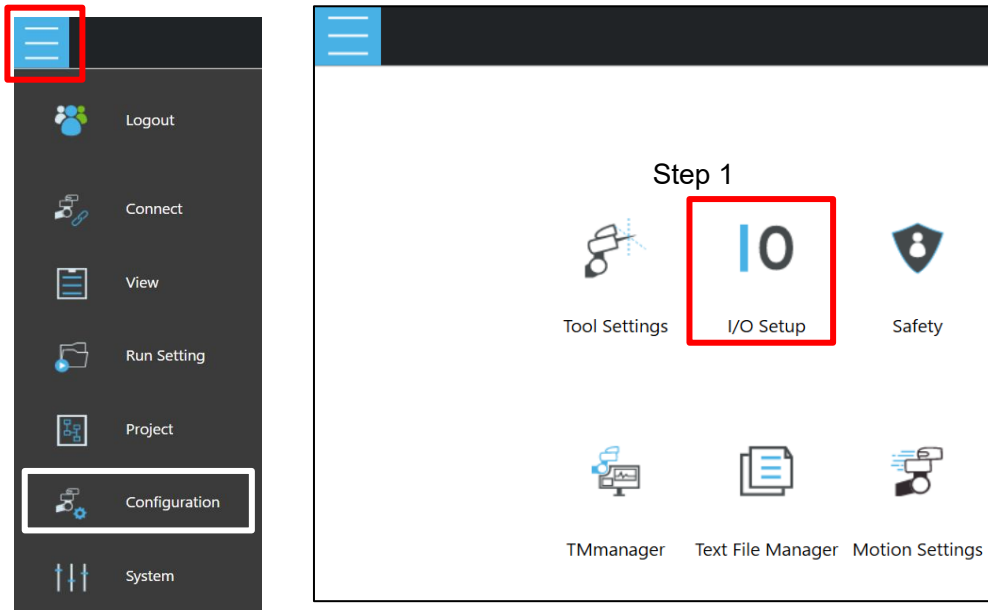 Logout
Connect
View
Run Setting
Project
Configuration
System
Step 1
IO
Tool Settings
I/O Setup
Safety
TMmanager
Text File Manager
Motion Settings